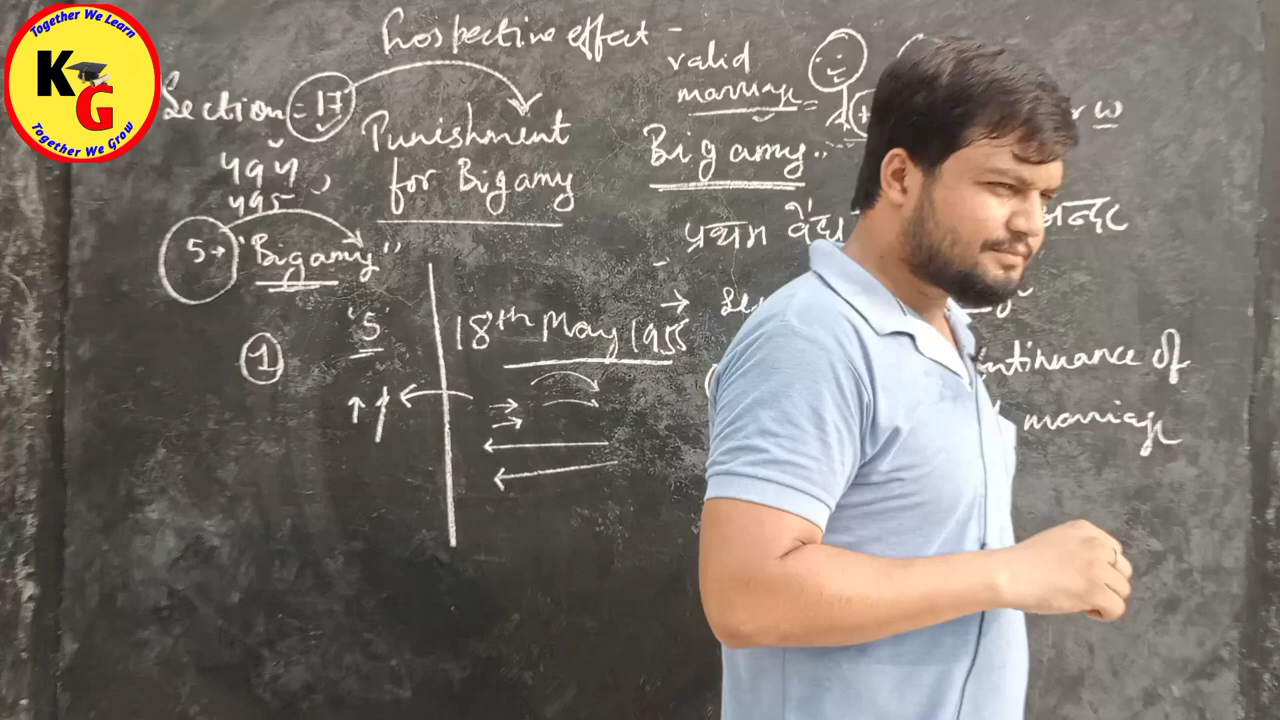 Together We Learn
KG
Together We Grow
Prospective effect -
Section = 17
Punishment
for Bigamy
494,
495
5 → "Bigamy"
1
'5'
18th May 1955
valid
marriage =
Bigamy"
w
प्रथम
→
ontinuance of
marriage